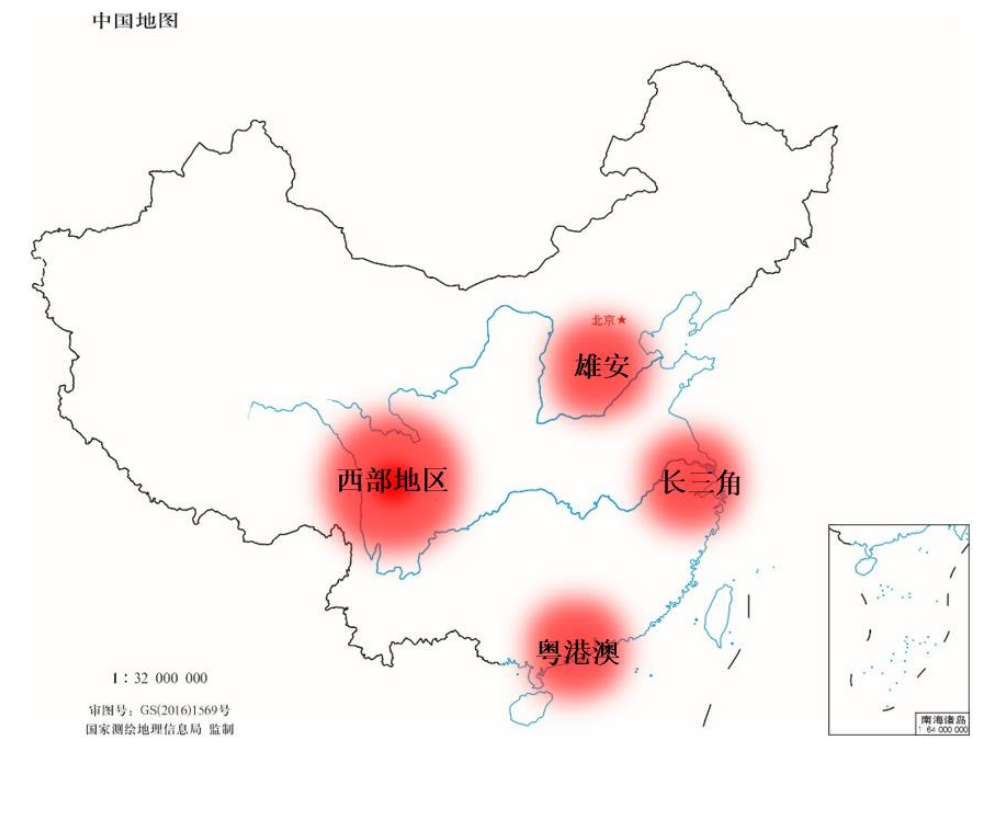 中国地图
北京★
雄安
西部地区
长三角
粤港澳
1∶32 000 000
审图号：GS(2016)1569号
国家测绘地理信息局 监制
南海诸岛
1:64 000 000